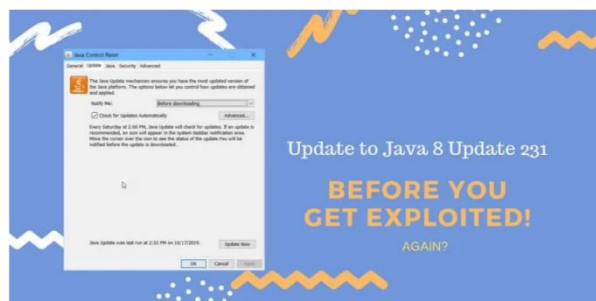 Java Control Panel
General Update Java Security Advanced
The Java Update mechanism ensures you have the most updated version of
the Java platform. The options below let you control how updates are obtained
and applied.
Notify Me: Before downloading
Check for Updates Automatically Advanced...
Every Saturday at 2:00 PM, Java Update will check for updates. If an update is
recommended, an icon will appear in the system taskbar notification area.
Move the cursor over the icon to see the status of the update. You will be
notified before the update is downloaded.
Java Update was last run at 2:32 PM on 10/17/2019. Update Now
OK Cancel Apply
Update to Java 8 Update 231
BEFORE YOU
GET EXPLOITED!
AGAIN?